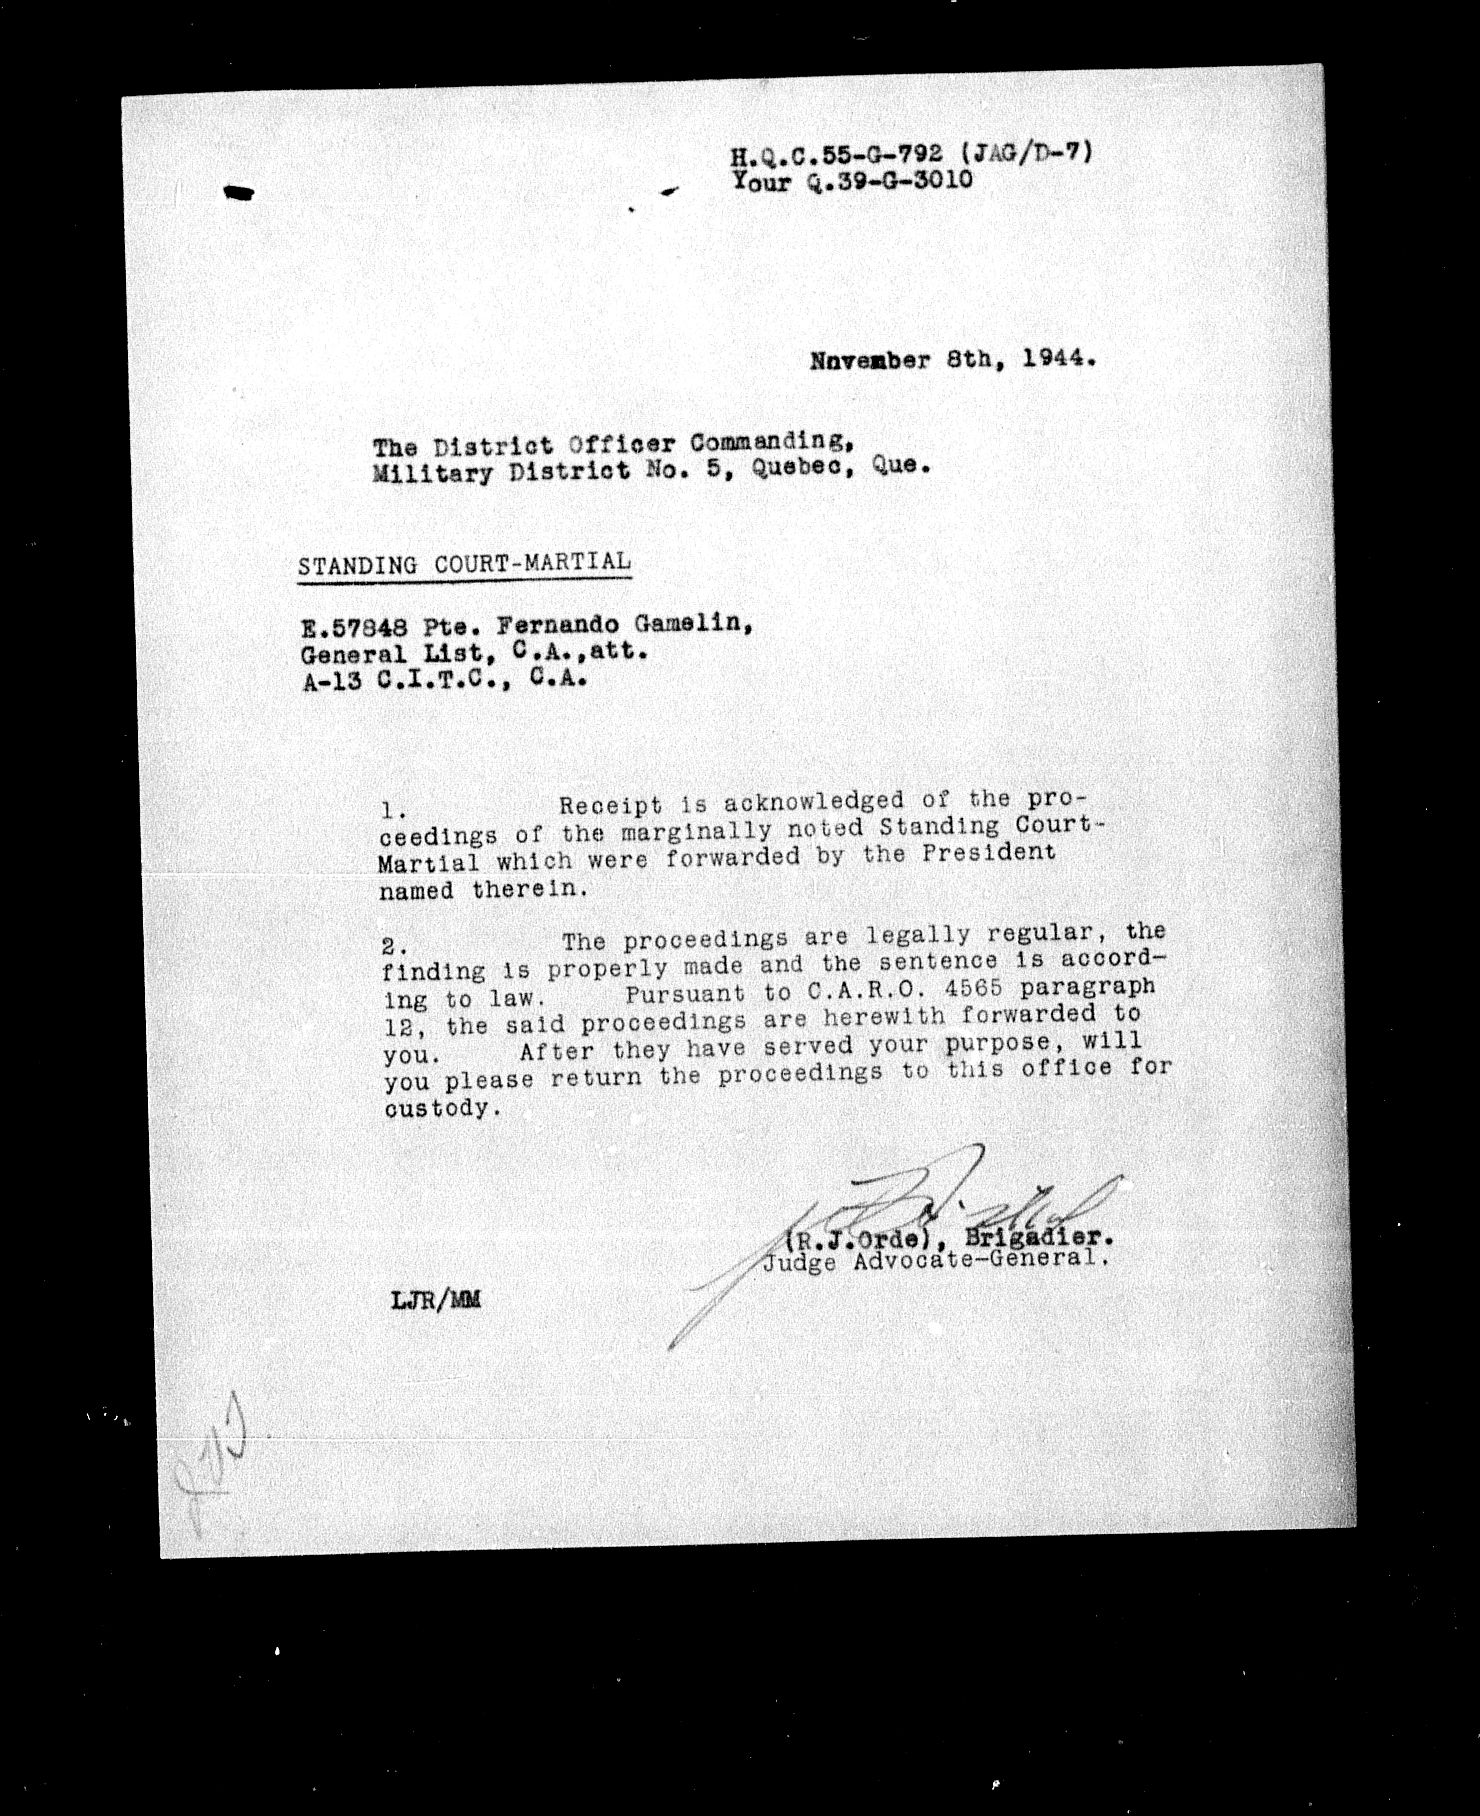 H.Q.C.55-G-792 (JAG/D-7)
Your Q.39-G-3010
November 8th, 1944.
The District Officer Commanding,
Military District No. 5, Quebec, Que.
STANDING COURT-MARTIAL
E.57848 Pte. Fernando Gamelin,
General List, C.A.,att.
A-13 C.I.T.C., C.A.
1. Receipt is acknowledged of the pro-
ceedings of the marginally noted Standing Court-
Martial which were forwarded by the President
named therein.
2. The proceedings are legally regular, the
finding is properly made and the sentence is accord-
ing to law. Pursuant to C.A.R.O. 4565 paragraph
12, the said proceedings are herewith forwarded to
you. After they have served your purpose, will
you please return the proceedings to this office for
custody.
(R.J.Orde), Brigadier.
Judge Advocate-General.
LJR/MM